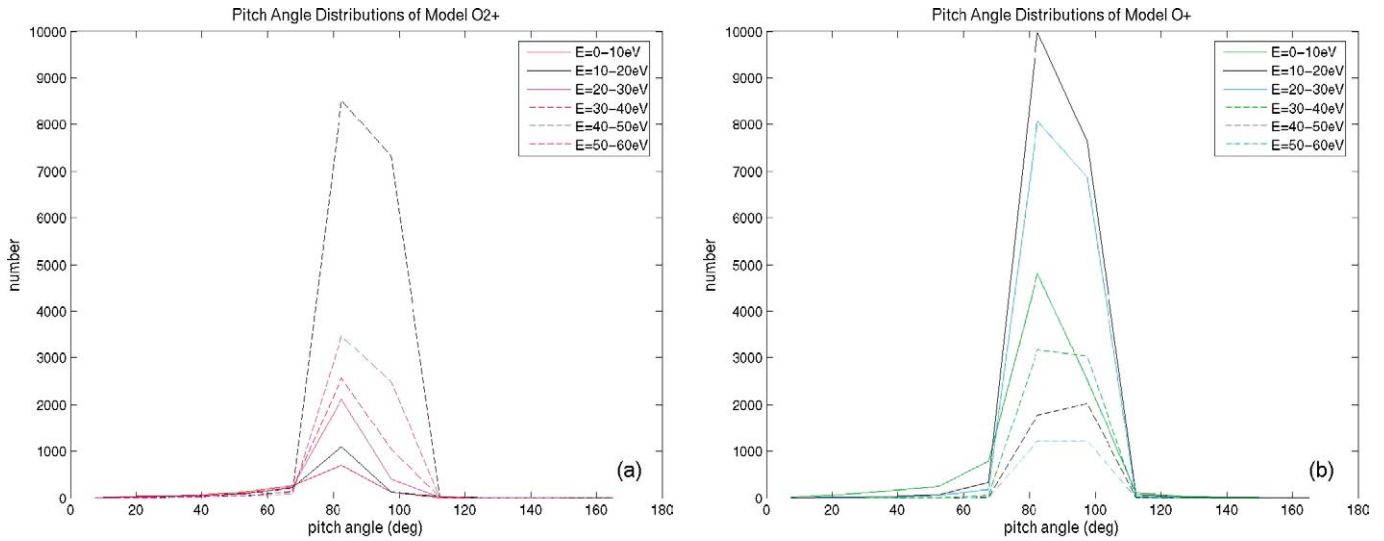 Pitch Angle Distributions of Model O2+
10000
9000
8000
7000
6000
5000
4000
3000
2000
1000
0
number
E=0-10eV
E=10-20eV
E=20-30eV
E=30-40eV
E=40-50eV
E=50-60eV
(a)
0 20 40 60 80 100 120 140 160 180
pitch angle (deg)
Pitch Angle Distributions of Model O+
10000
9000
8000
7000
6000
5000
4000
3000
2000
1000
0
number
E=0-10eV
E=10-20eV
E=20-30eV
E=30-40eV
E=40-50eV
E=50-60eV
(b)
0 20 40 60 80 100 120 140 160 180
pitch angle (deg)